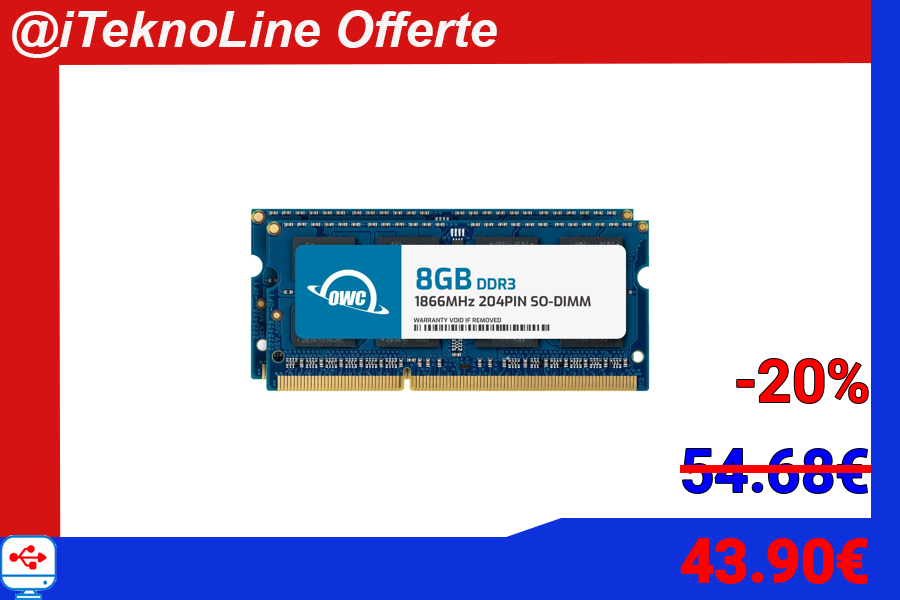 @iTeknoLine Offerte
OWC
8GB DDR3
1866MHz 204PIN SO-DIMM
WARRANTY VOID IF REMOVED
-20%
54.68€
43.90€